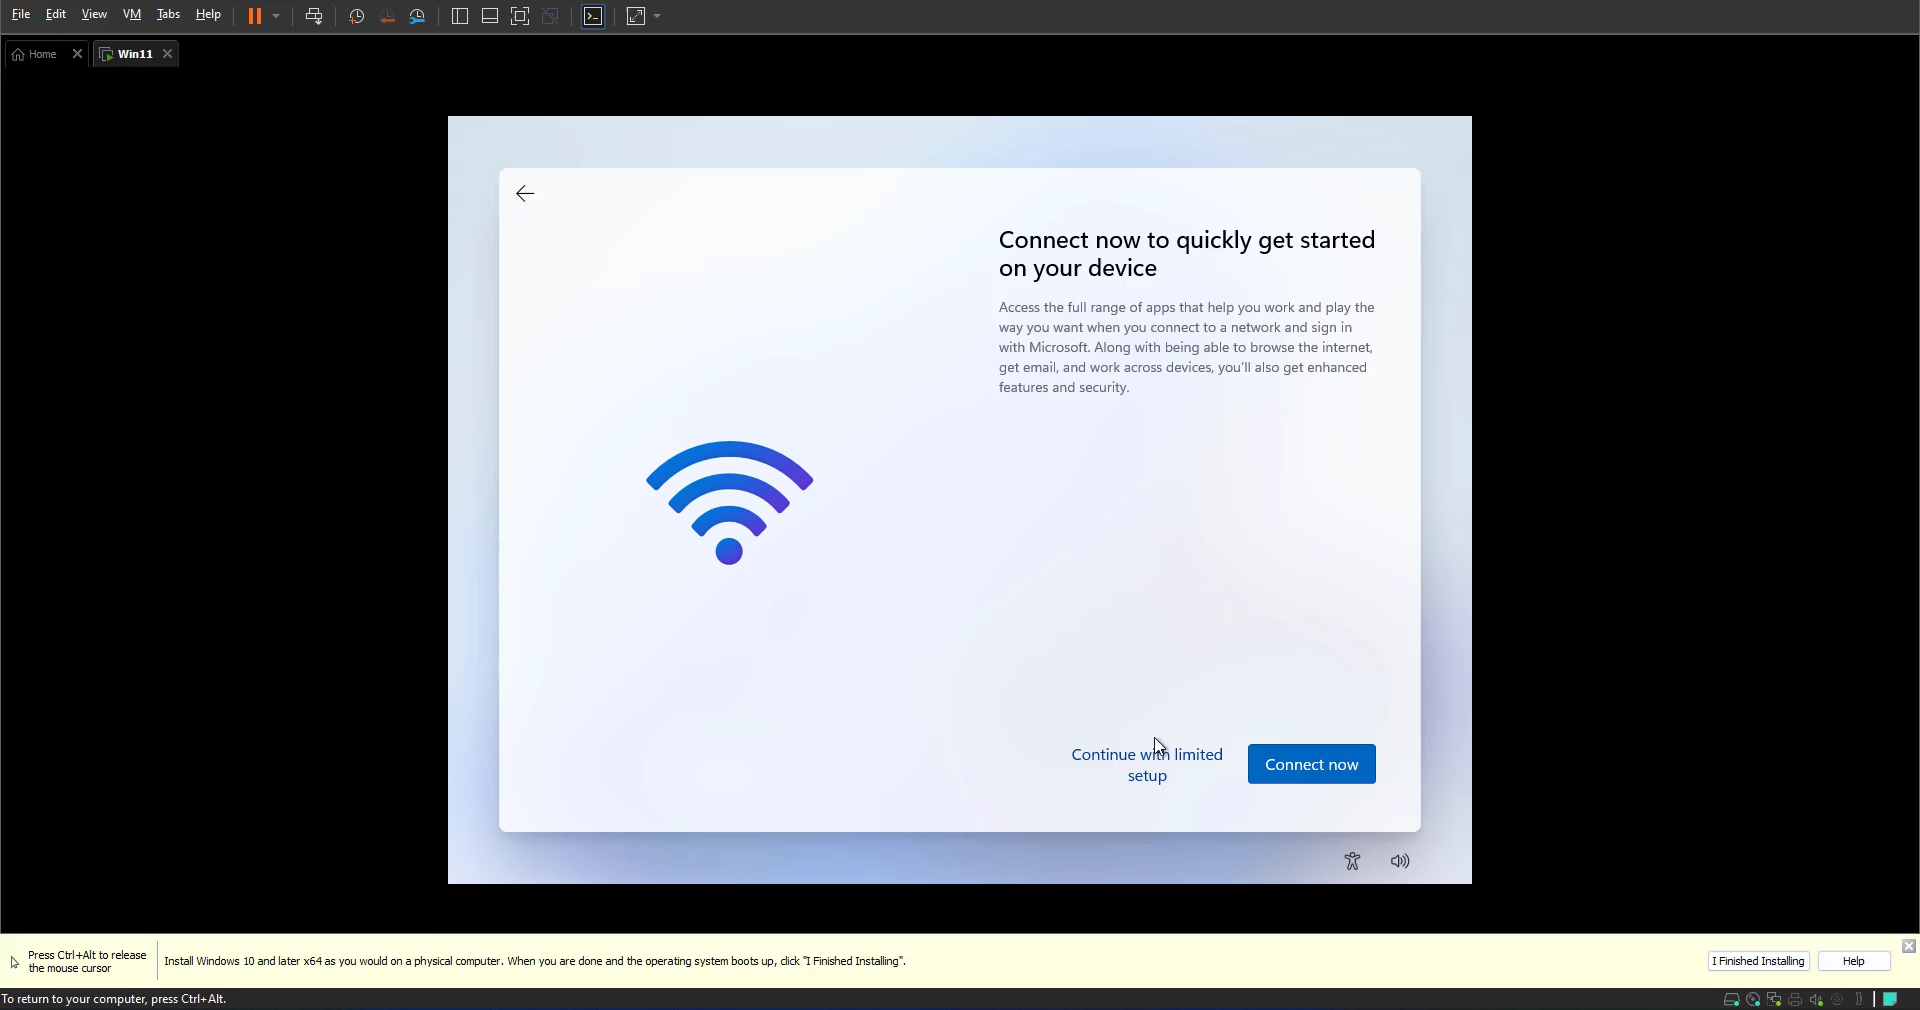 File Edit View VM Tabs Help
Home
Win11
Connect now to quickly get started
on your device
Access the full range of apps that help you work and play the
way you want when you connect to a network and sign in
with Microsoft. Along with being able to browse the internet,
get email, and work across devices, you'll also get enhanced
features and security.
Continue with limited
setup
Connect now
Press Ctrl+Alt to release
the mouse cursor
Install Windows 10 and later x64 as you would on a physical computer. When you are done and the operating system boots up, click "I Finished Installing".
I Finished Installing
Help
To return to your computer, press Ctrl+Alt.